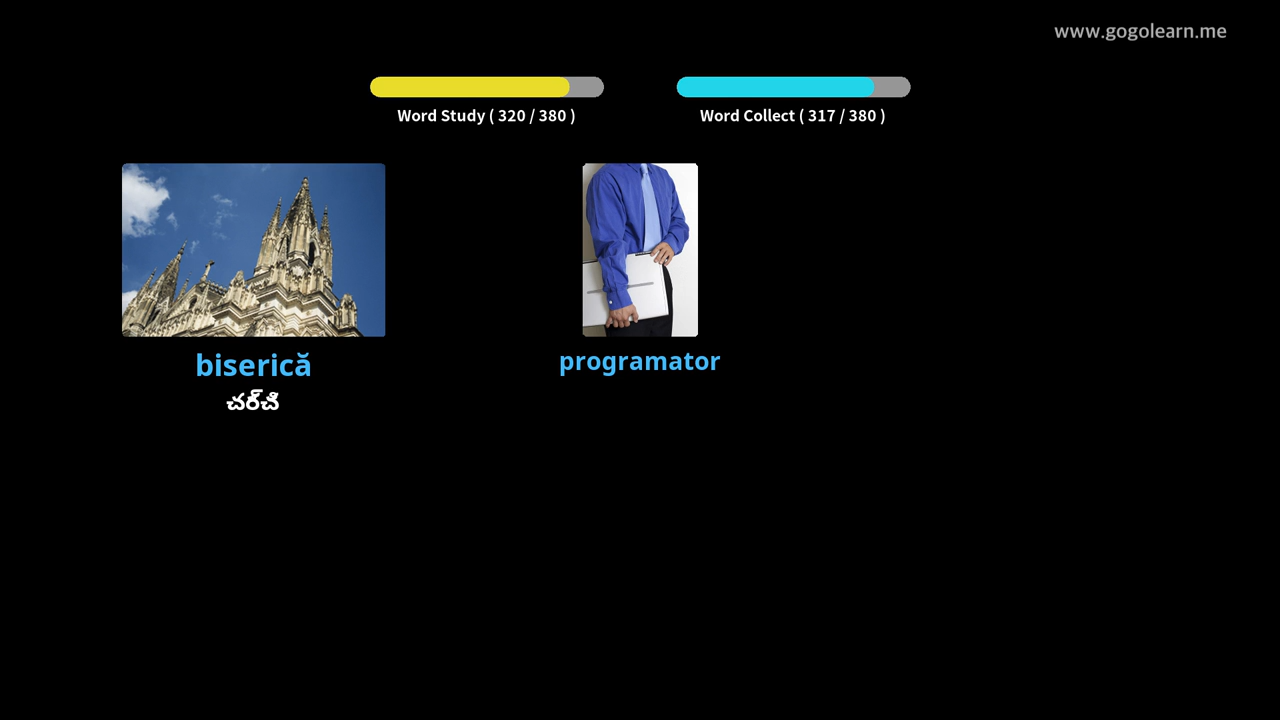 www.gogolearn.me
Word Study ( 320 / 380 )
Word Collect ( 317 / 380 )
biserică
చర్చి
programator